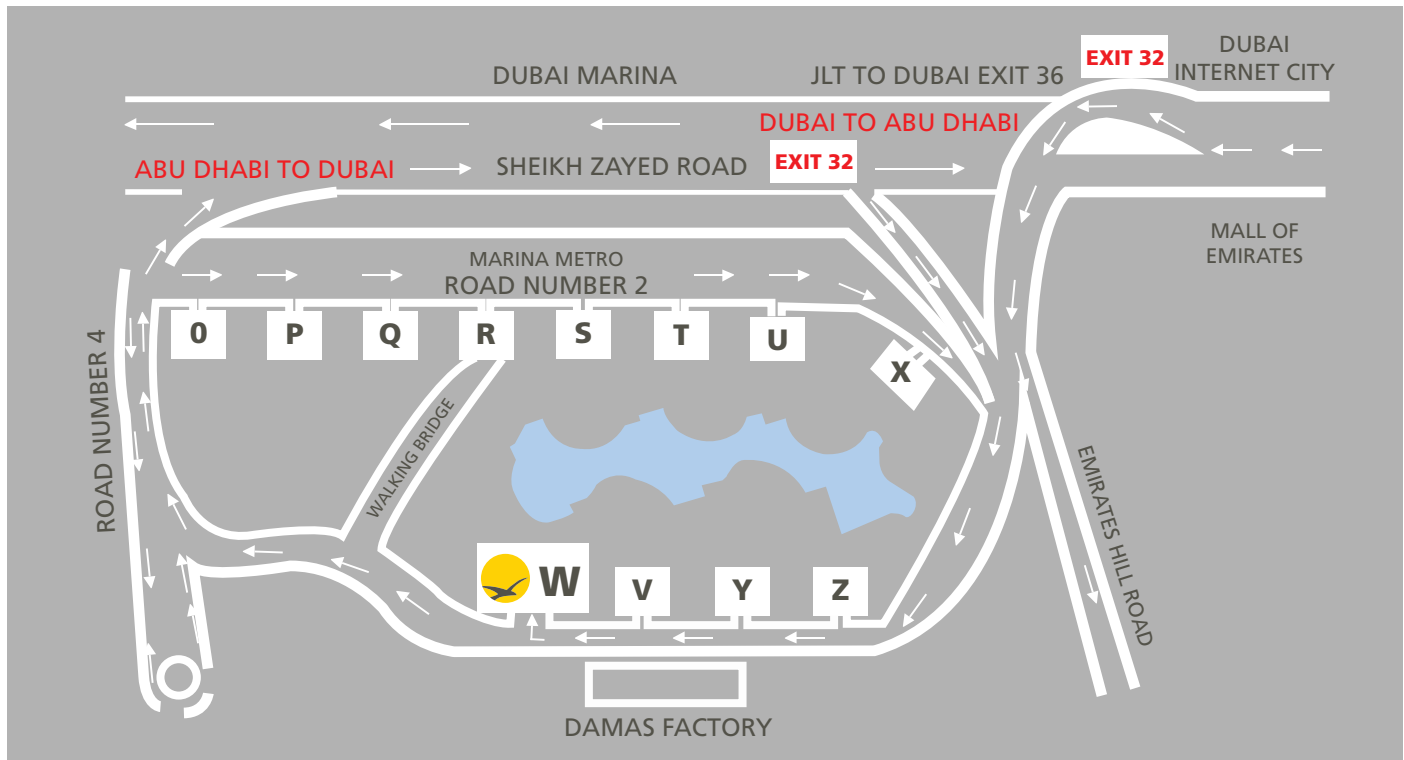 EXIT 32
DUBAI
INTERNET CITY
DUBAI MARINA
JLT TO DUBAI EXIT 36
DUBAI TO ABU DHABI
ABU DHABI TO DUBAI
SHEIKH ZAYED ROAD
EXIT 32
MALL OF
EMIRATES
MARINA METRO
ROAD NUMBER 2
0
P
Q
R
S
T
U
X
ROAD NUMBER 4
WALKING BRIDGE
EMIRATES HILL ROAD
W
V
Y
Z
DAMAS FACTORY